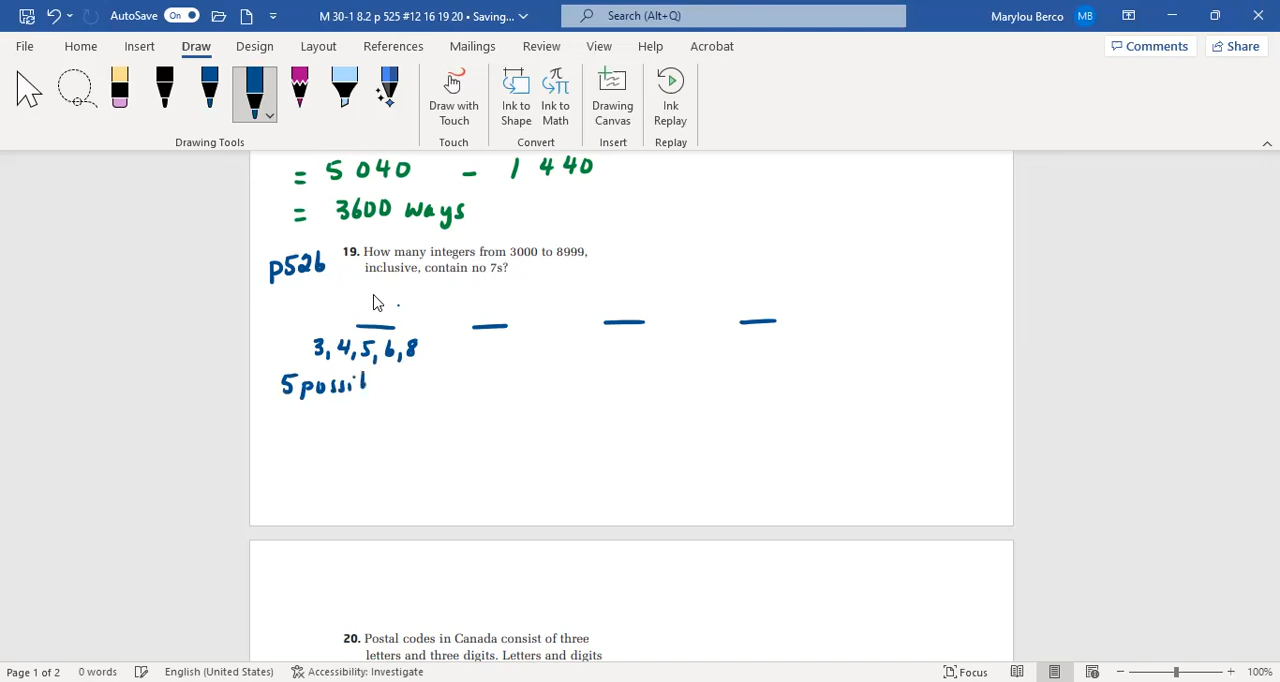 AutoSave On M 30-1 8.2 p 525 #12 16 19 20 • Saving... Search (Alt+Q) Marylou Berco MB
File Home Insert Draw Design Layout References Mailings Review View Help Acrobat Comments Share
Draw with Touch
Ink to Shape
Ink to Math
Drawing Canvas
Ink Replay
Drawing Tools Touch Convert Insert Replay
= 5 040 - 1 440
= 3600 ways
p526
19. How many integers from 3000 to 8999,
inclusive, contain no 7s?
3, 4, 5, 6, 8
5 possib
20. Postal codes in Canada consist of three
letters and three digits. Letters and digits
Page 1 of 2 0 words English (United States) Accessibility: Investigate Focus 100%